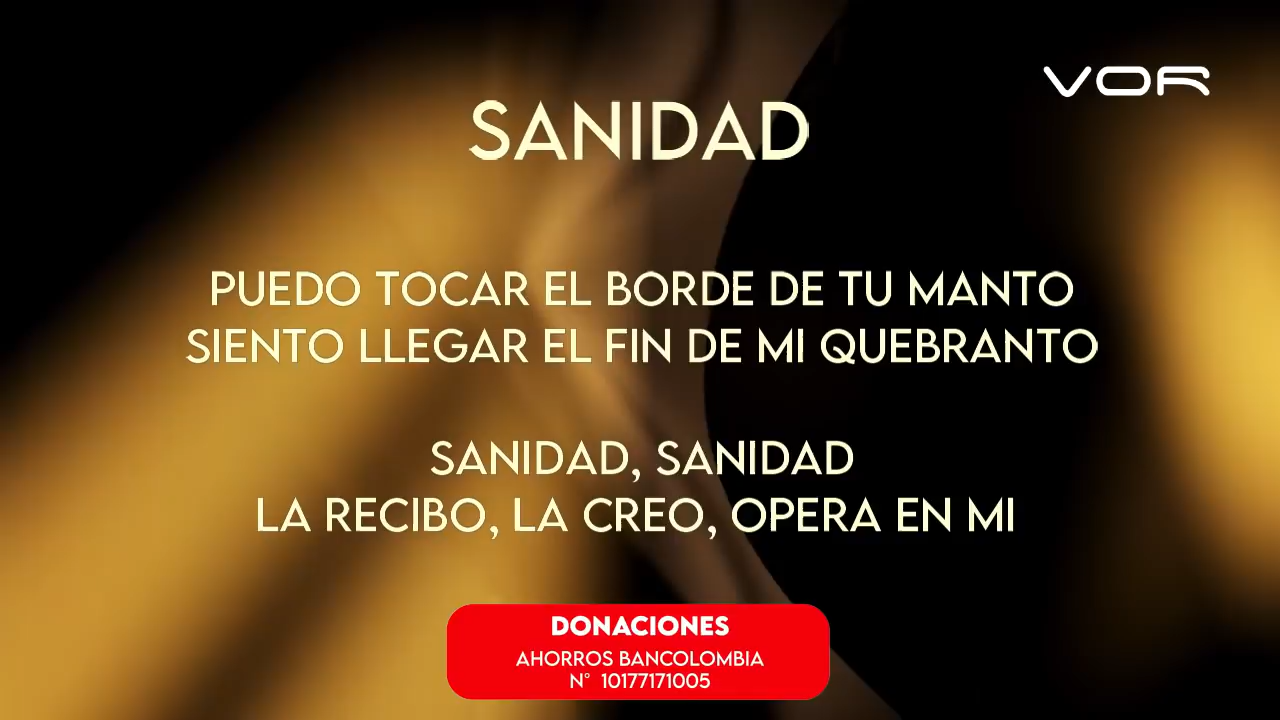 VOR
SANIDAD
PUEDO TOCAR EL BORDE DE TU MANTO
SIENTO LLEGAR EL FIN DE MI QUEBRANTO
SANIDAD, SANIDAD
LA RECIBO, LA CREO, OPERA EN MI
DONACIONES
AHORROS BANCOLOMBIA
N° 10177171005